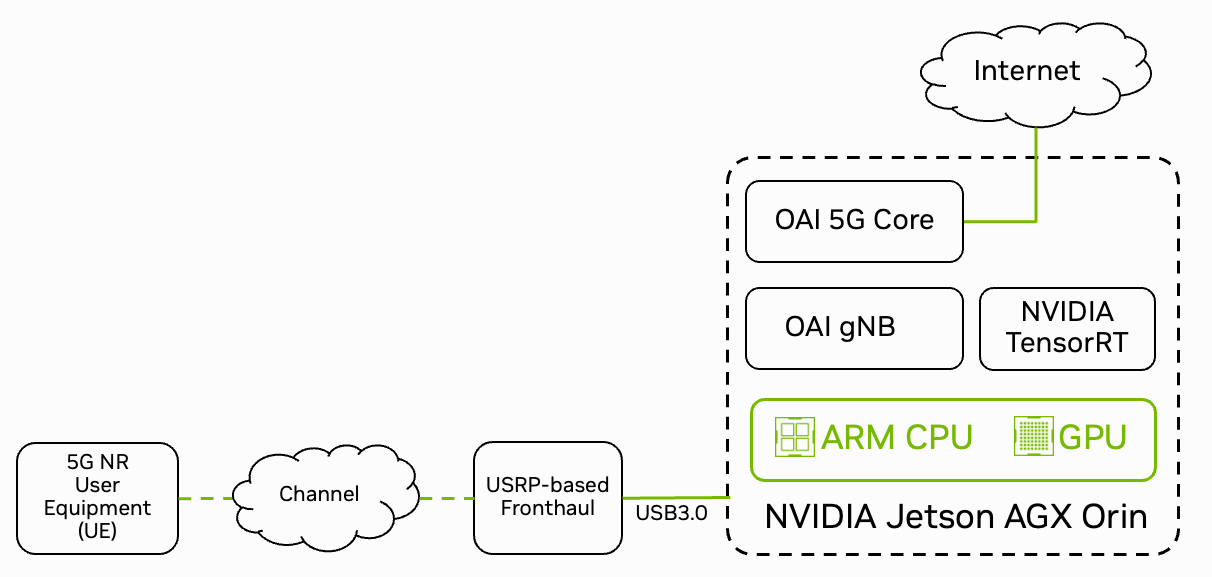 Internet
OAI 5G Core
OAI gNB
NVIDIA
TensorRT
ARM CPU
GPU
NVIDIA Jetson AGX Orin
5G NR
User
Equipment
(UE)
Channel
USRP-based
Fronthaul
USB3.0